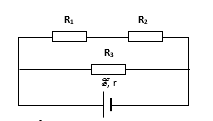 R₁ R₂
R₃
ℰ, r